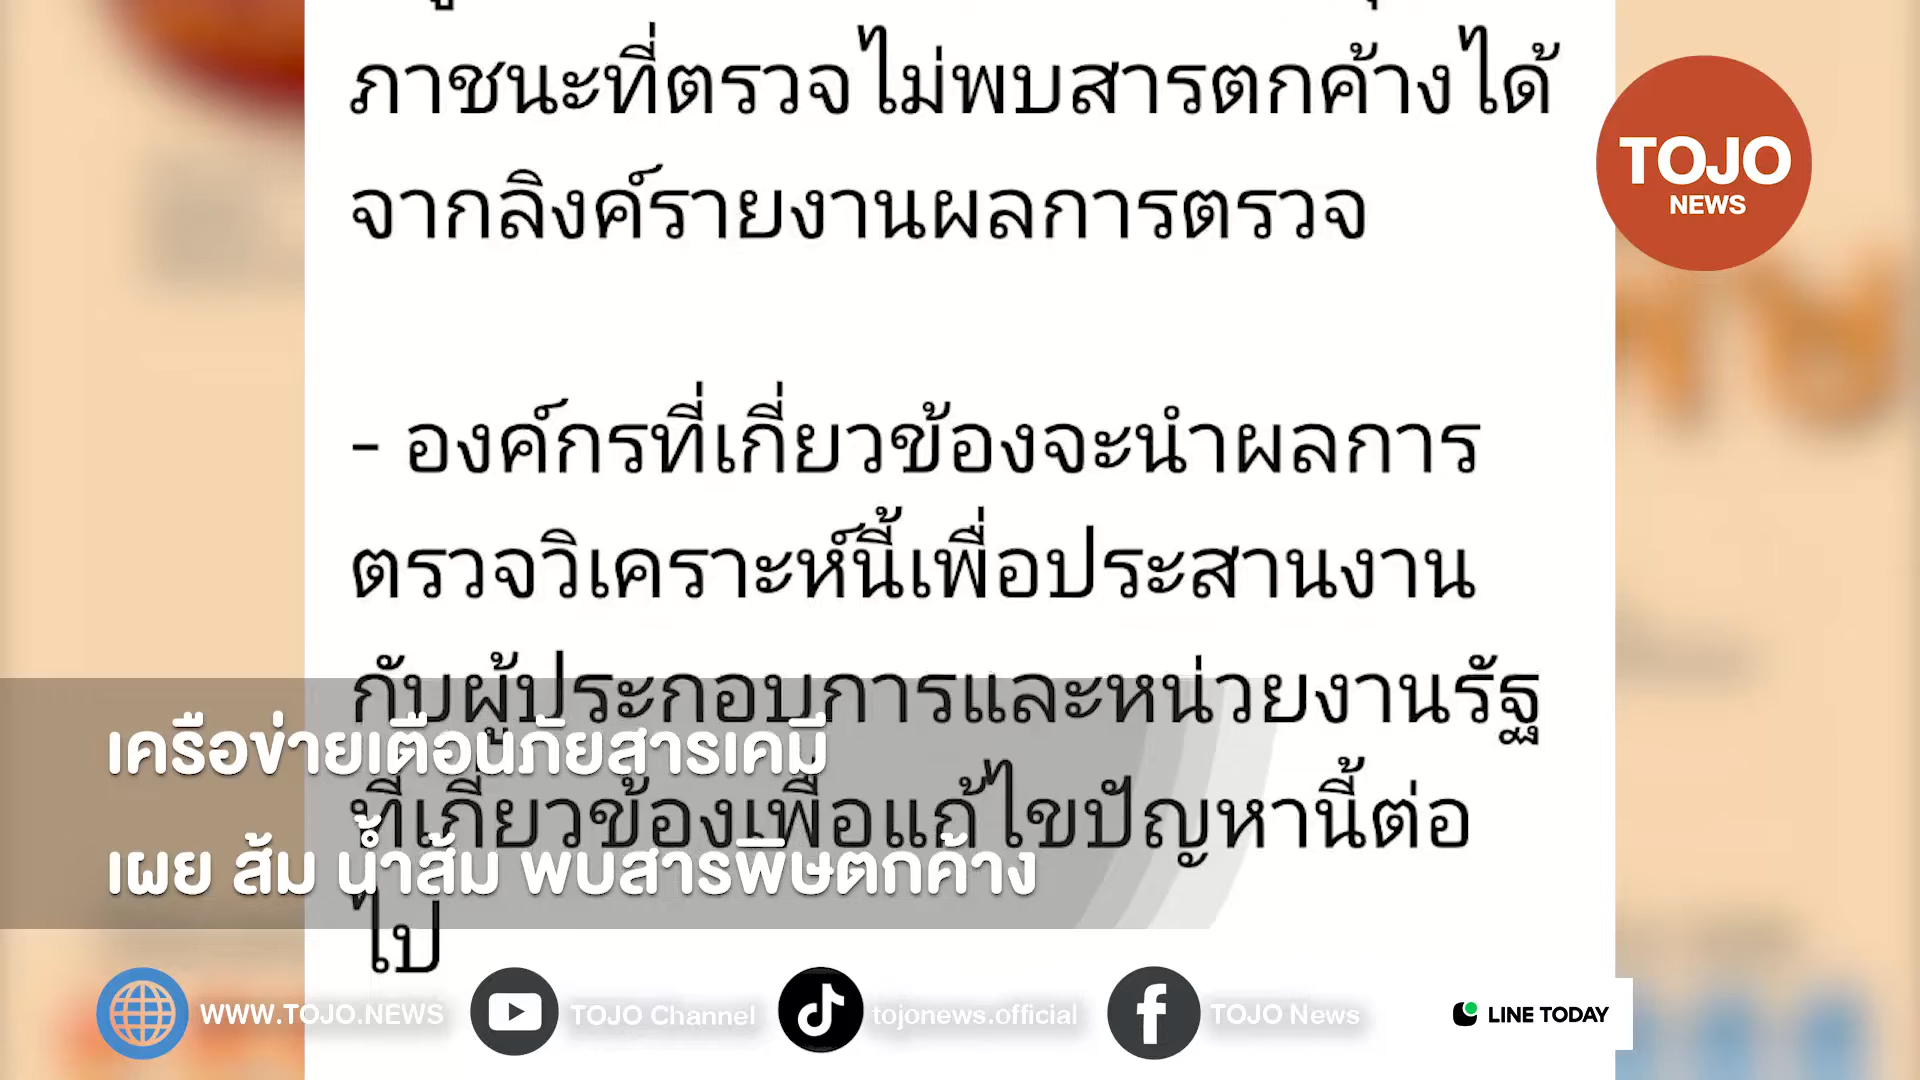 ภาชนะที่ตรวจไม่พบสารตกค้างได้
จากลิงค์รายงานผลการตรวจ
- องค์กรที่เกี่ยวข้องจะนำผลการ
ตรวจวิเคราะห์นี้เพื่อประสานงาน
กับผู้ประกอบการและหน่วยงานรัฐ
ที่เกี่ยวข้องเพื่อแก้ไขปัญหานี้ต่อ
ไป
TOJO
NEWS
เครือข่ายเตือนภัยสารเคมี
เผย ส้ม น้ำส้ม พบสารพิษตกค้าง
WWW.TOJO.NEWS
TOJO Channel
tojonews.official
TOJO News
LINE TODAY